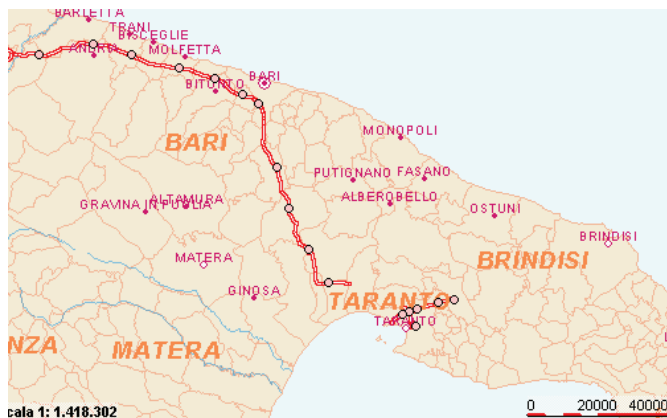 BARLETTA
TRANI
BISCEGLIE
ANDRIA
MOLFETTA
BITONTO
BARI
BARI
MONOPOLI
PUTIGNANO
FASANO
ALTAMURA
GRAVINA IN PUGLIA
ALBEROBELLO
OSTUNI
BRINDISI
MATERA
BRINDISI
GINOSA
TARANTO
TARANTO
NZA
MATERA
cala 1: 1.418.302
0 20000 40000